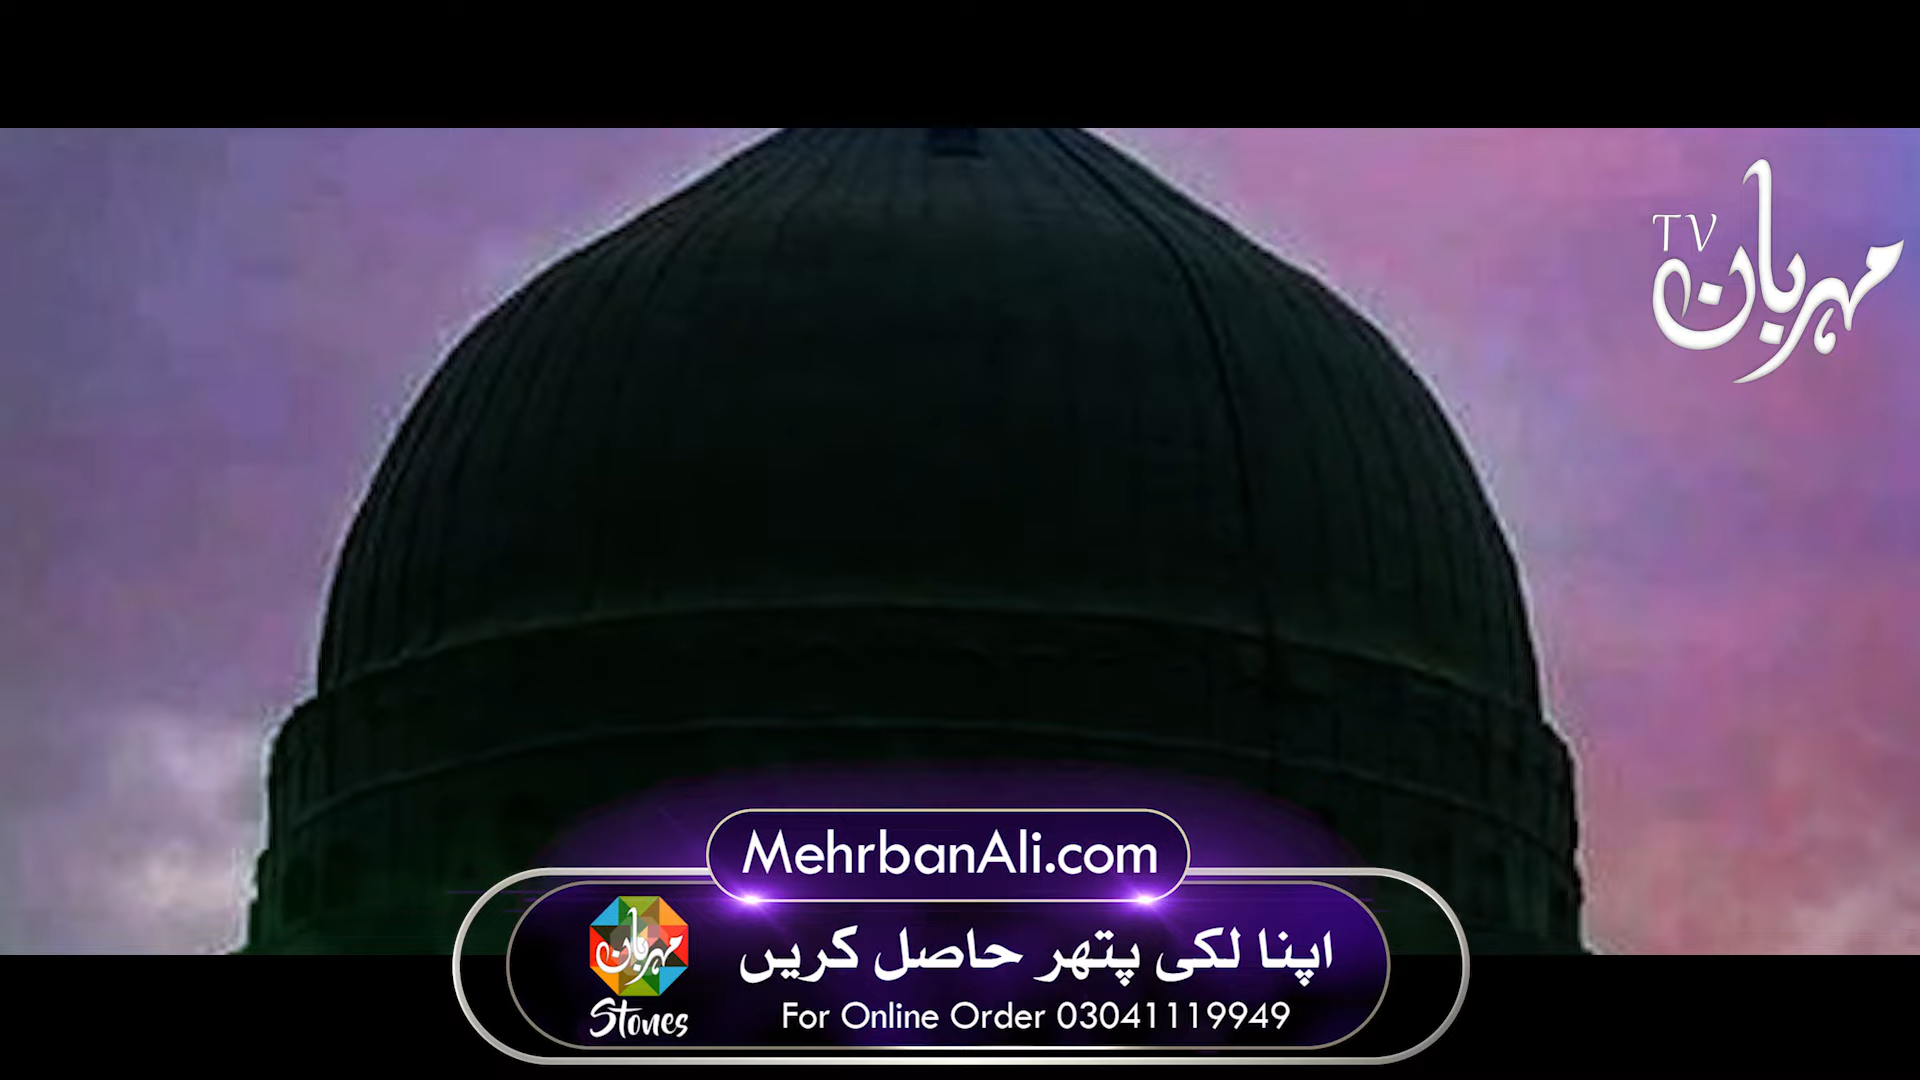 TV
مہربان
MehrbanAli.com
اپنا لکی پتھر حاصل کریں
مہربان
Stones
For Online Order 03041119949